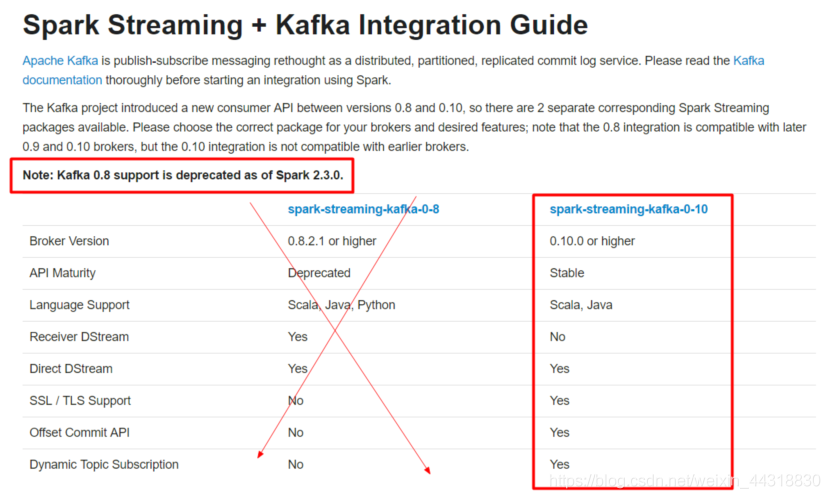 Spark Streaming + Kafka Integration Guide
Apache Kafka is publish-subscribe messaging rethought as a distributed, partitioned, replicated commit log service. Please read the Kafka
documentation thoroughly before starting an integration using Spark.
The Kafka project introduced a new consumer API between versions 0.8 and 0.10, so there are 2 separate corresponding Spark Streaming
packages available. Please choose the correct package for your brokers and desired features; note that the 0.8 integration is compatible with later
0.9 and 0.10 brokers, but the 0.10 integration is not compatible with earlier brokers.
Note: Kafka 0.8 support is deprecated as of Spark 2.3.0.
spark-streaming-kafka-0-8 spark-streaming-kafka-0-10
Broker Version 0.8.2.1 or higher 0.10.0 or higher
API Maturity Deprecated Stable
Language Support Scala, Java, Python Scala, Java
Receiver DStream Yes No
Direct DStream Yes Yes
SSL / TLS Support No Yes
Offset Commit API No Yes
Dynamic Topic Subscription No Yes
https://blog.csdn.net/weixin_44318830